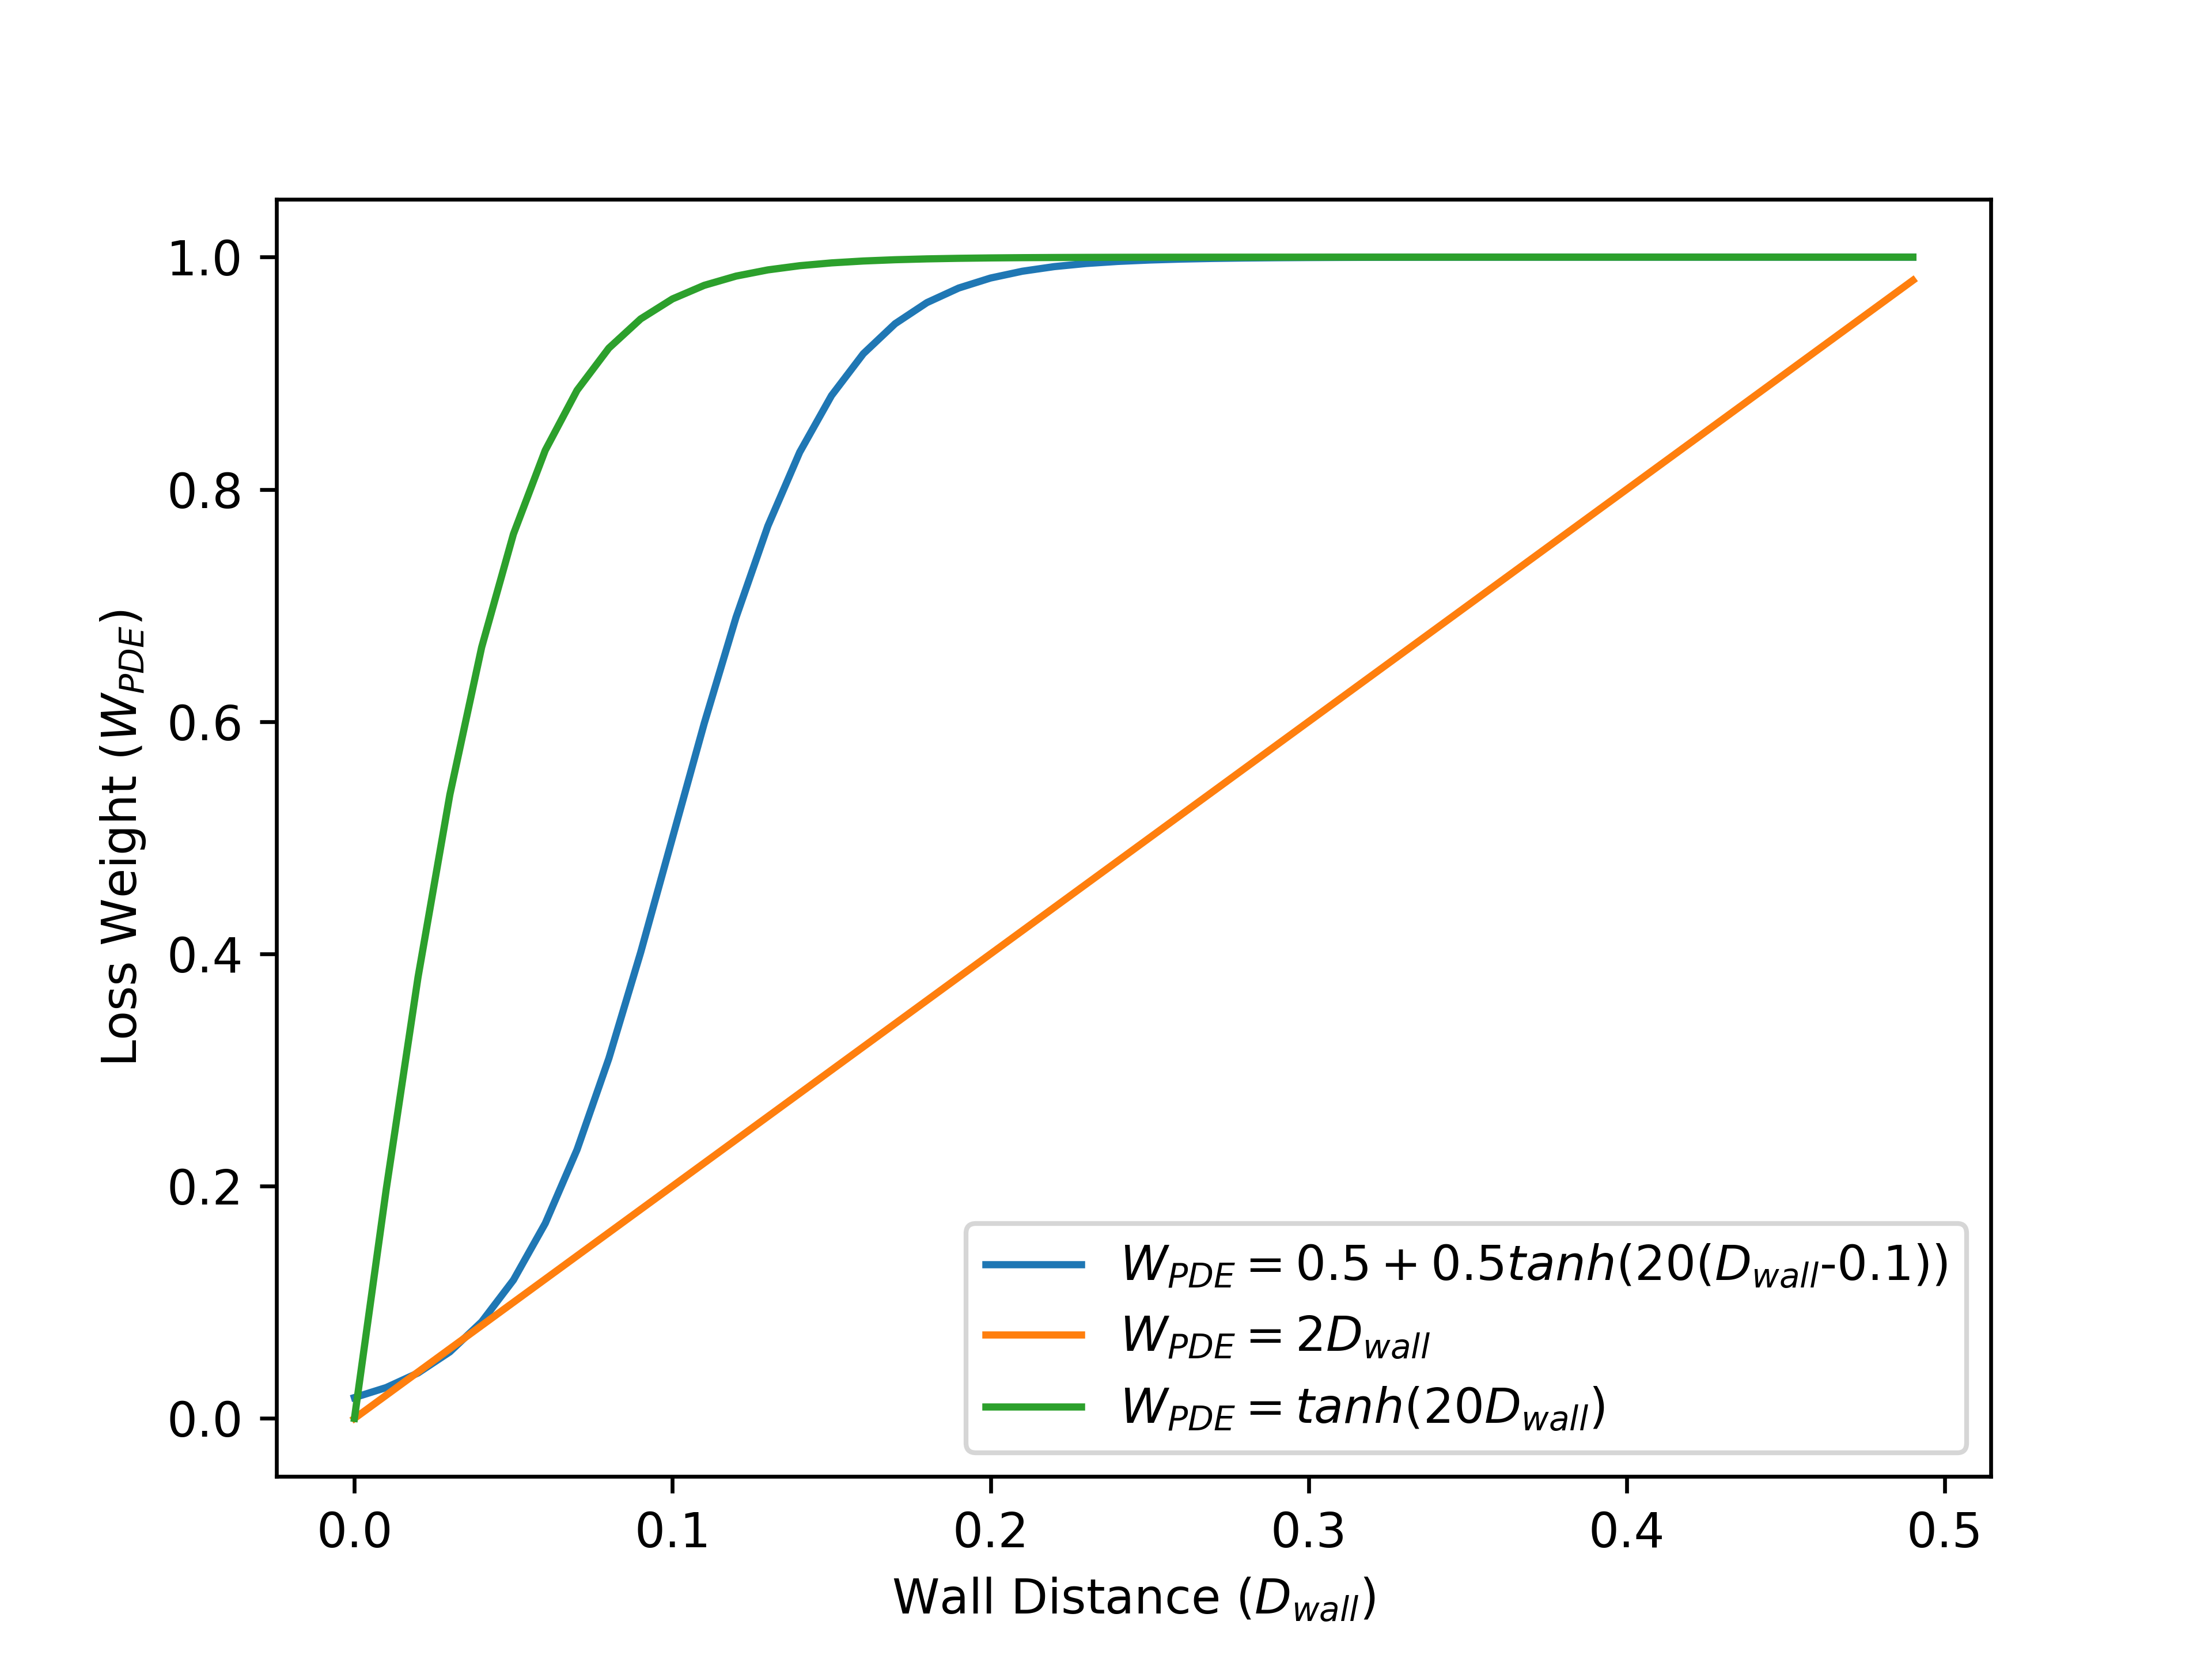 1.0
0.8
0.6
0.4
0.2
0.0
Loss Weight (W_PDE)
W_PDE = 0.5 + 0.5tanh(20(D_wall-0.1))
W_PDE = 2D_wall
W_PDE = tanh(20D_wall)
0.0 0.1 0.2 0.3 0.4 0.5
Wall Distance (D_wall)